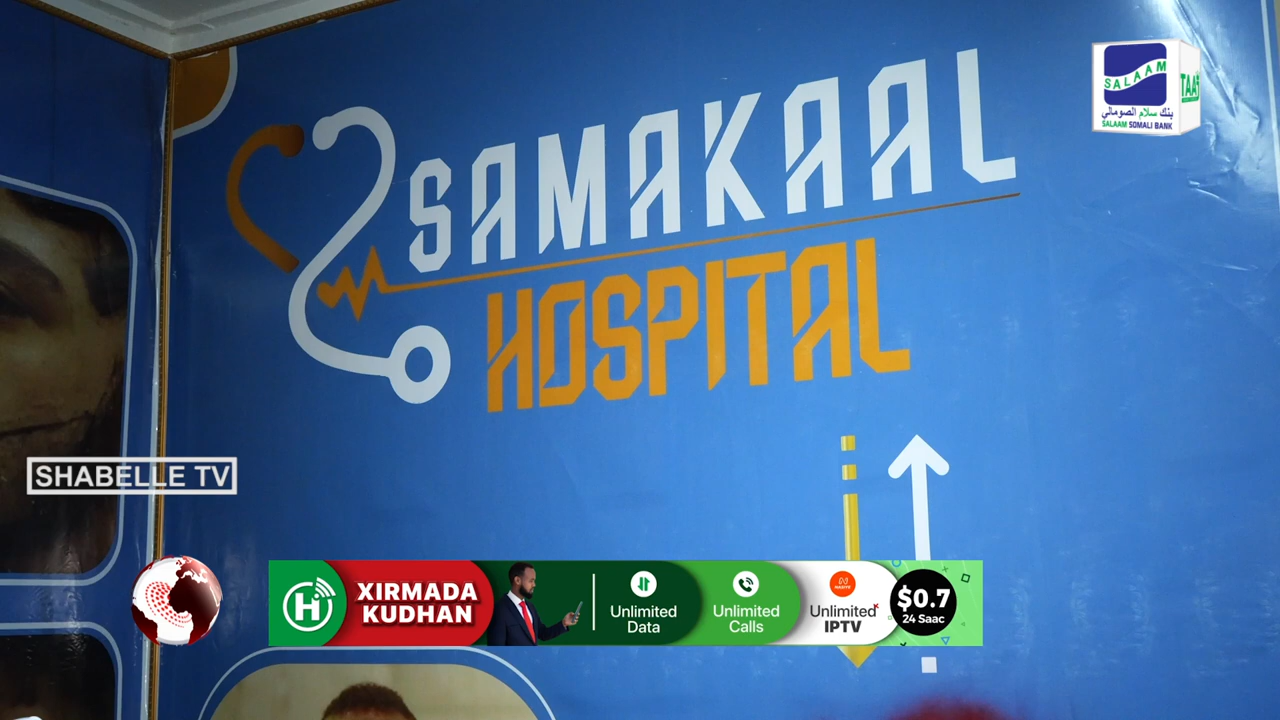 SAMAKAAL
HOSPITAL
SALAAM
TAAJ
بنك سلام الصومالي
SALAAM SOMALI BANK
SHABELLE TV
H
XIRMADA
KUDHAN
Unlimited
Data
Unlimited
Calls
Unlimited
IPTV
$0.7
24 Saac